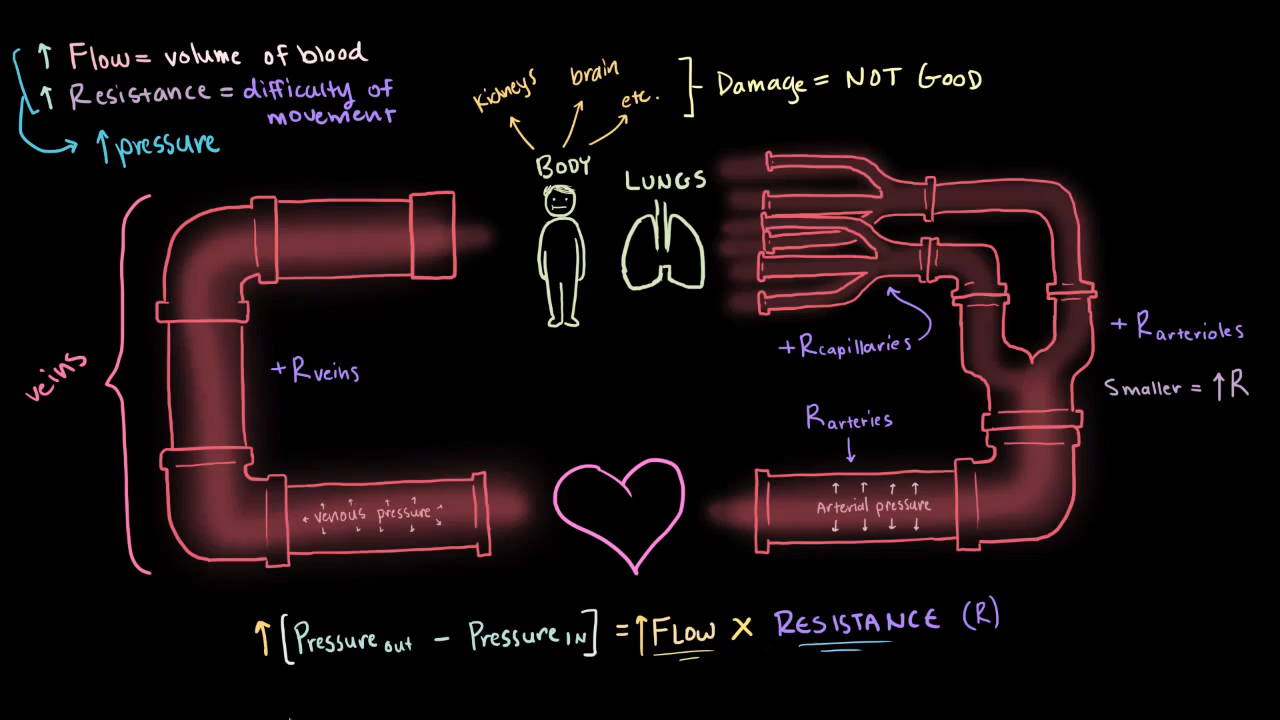 ↑ Flow = volume of blood
↑ Resistance = difficulty of
movement
↑ pressure
Kidneys
brain
etc.
Damage = NOT GOOD
BODY
LUNGS
veins
+ Rveins
+ Rcapillaries
+ Rarterioles
Smaller = ↑R
Rarteries
venous pressure
Arterial pressure
↑ [Pressure out - Pressure IN] = ↑ FLOW x RESISTANCE (R)